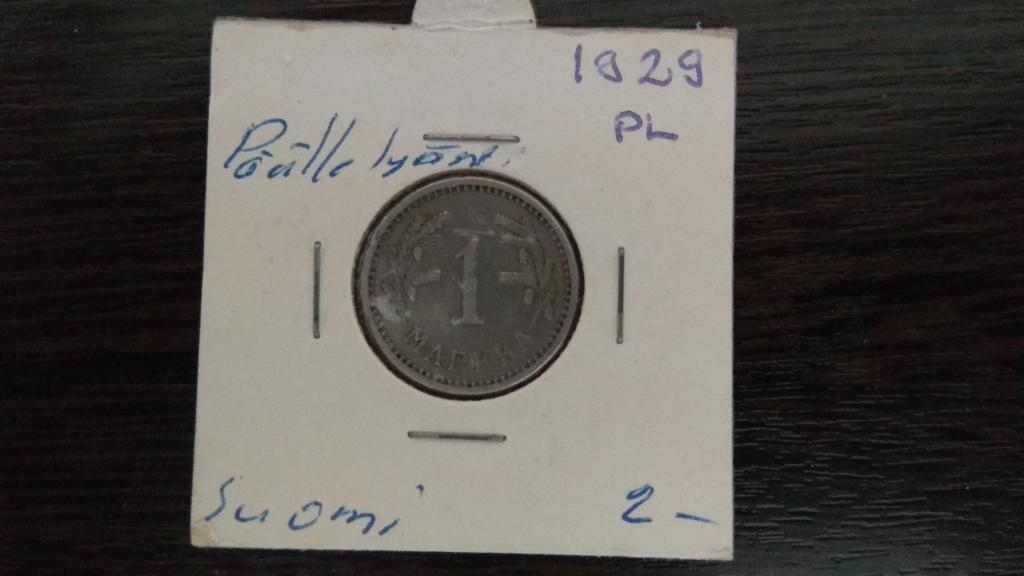 1929
PL
Päällelyönti
1
MARKKA
Suomi
2-